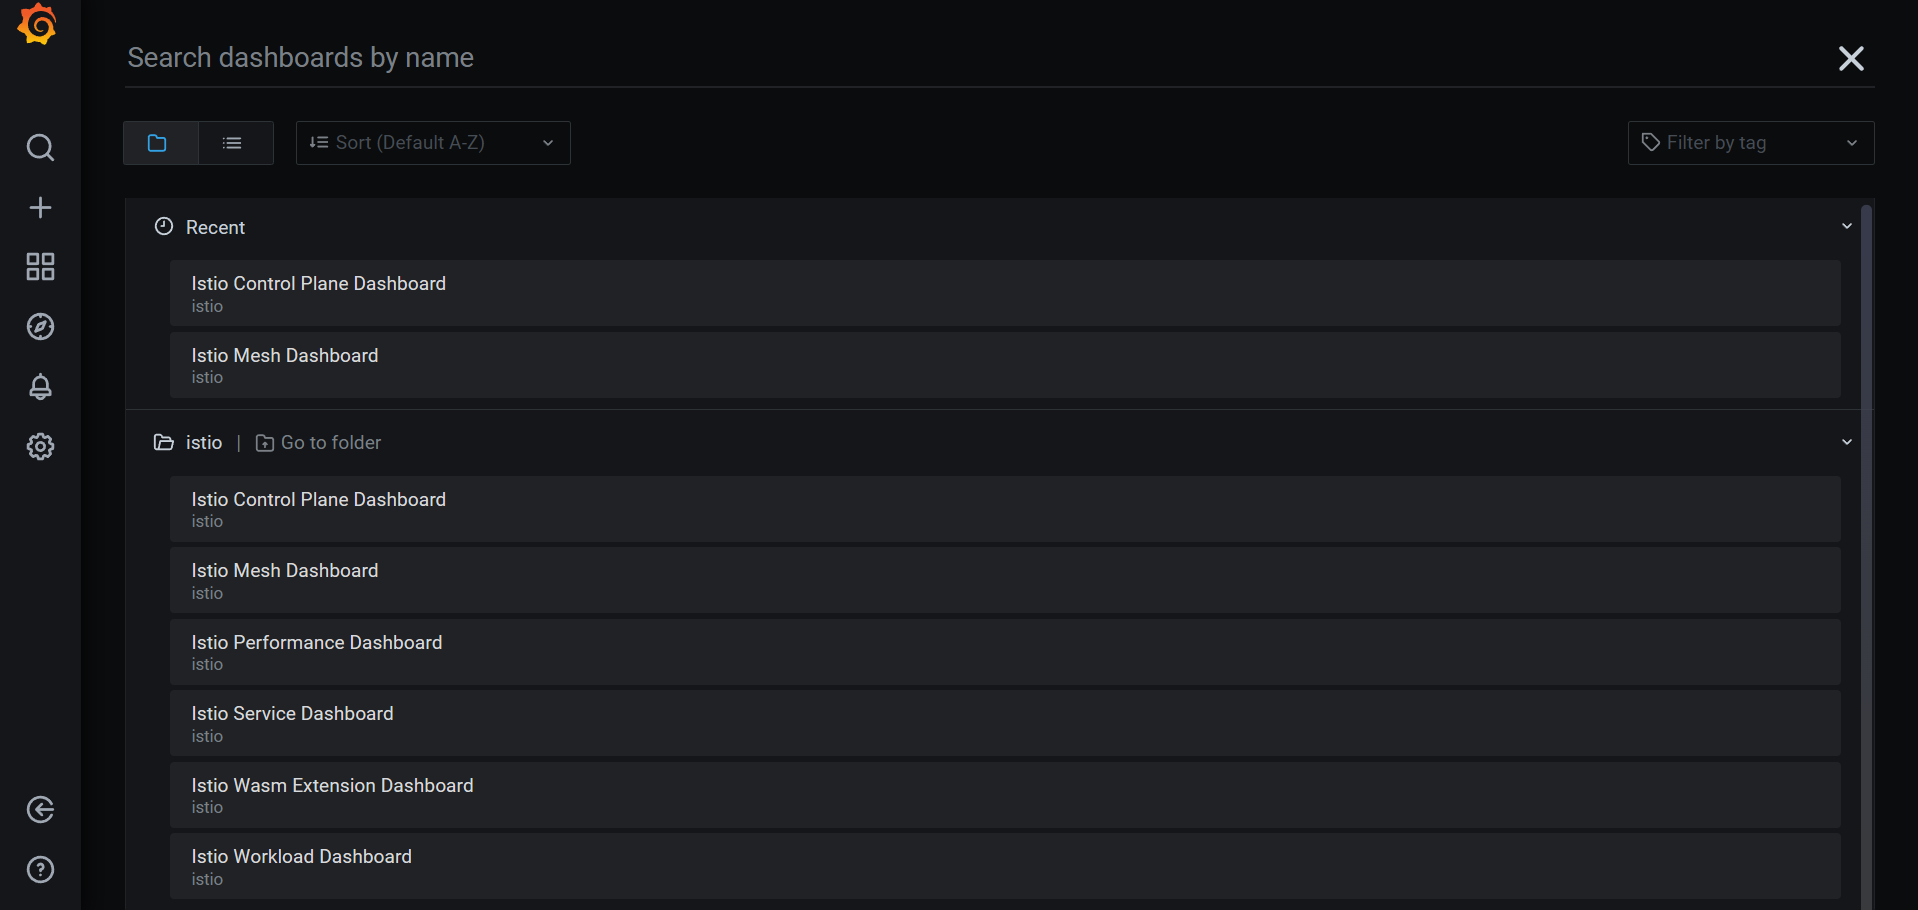 Search dashboards by name
Sort (Default A-Z)
Filter by tag
Recent
Istio Control Plane Dashboard
istio
Istio Mesh Dashboard
istio
istio | Go to folder
Istio Control Plane Dashboard
istio
Istio Mesh Dashboard
istio
Istio Performance Dashboard
istio
Istio Service Dashboard
istio
Istio Wasm Extension Dashboard
istio
Istio Workload Dashboard
istio